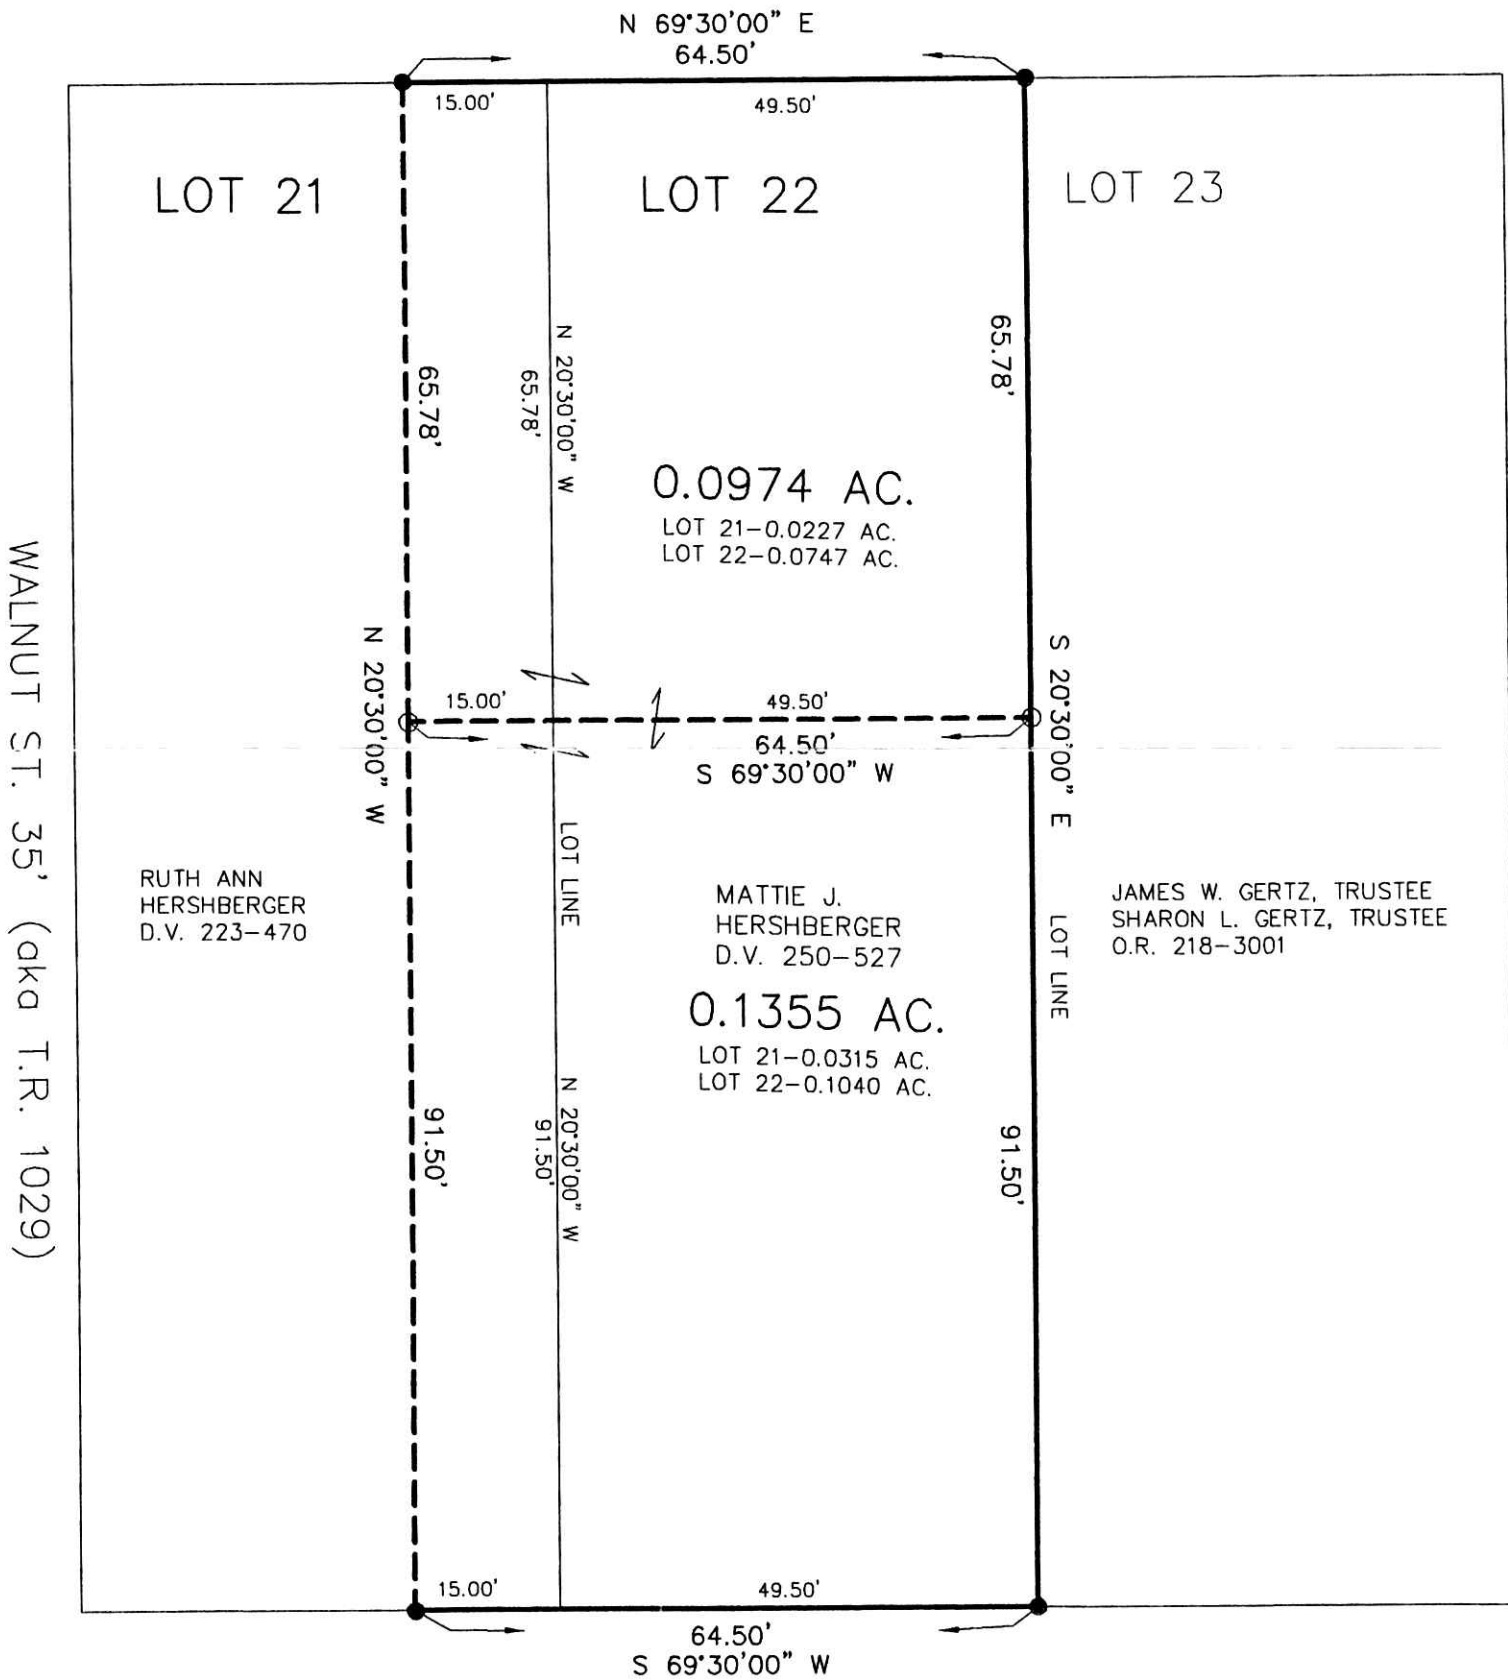 N 69°30'00" E
64.50'
15.00'
49.50'
LOT 21
LOT 22
LOT 23
65.78'
N 20°30'00" W
65.78'
65.78'
0.0974 AC.
LOT 21-0.0227 AC.
LOT 22-0.0747 AC.
WALNUT ST. 35' (aka T.R. 1029)
N 20°30'00" W
15.00'
49.50'
64.50'
S 69°30'00" W
S 20°30'00" E
LOT LINE
LOT LINE
RUTH ANN
HERSHBERGER
D.V. 223-470
MATTIE J.
HERSHBERGER
D.V. 250-527
JAMES W. GERTZ, TRUSTEE
SHARON L. GERTZ, TRUSTEE
O.R. 218-3001
0.1355 AC.
LOT 21-0.0315 AC.
LOT 22-0.1040 AC.
91.50'
N 20°30'00" W
91.50'
91.50'
15.00'
49.50'
64.50'
S 69°30'00" W